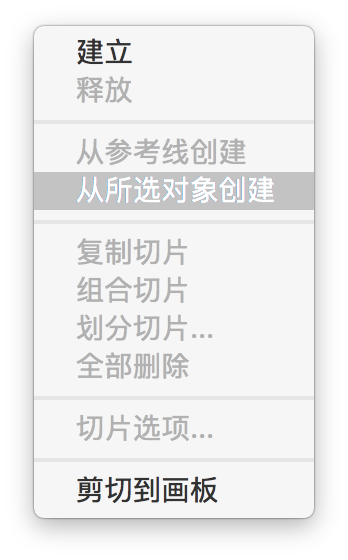 建立
释放
从参考线创建
从所选对象创建
复制切片
组合切片
划分切片...
全部删除
切片选项...
剪切到画板